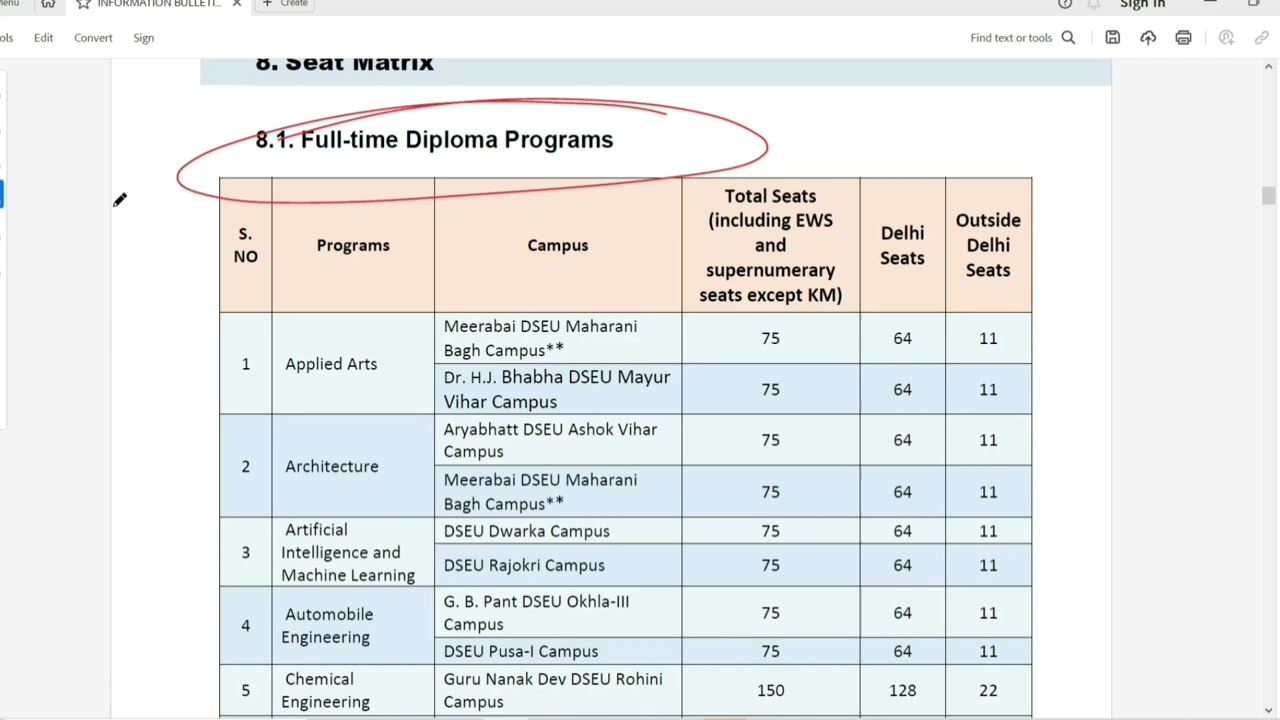 Menu
INFORMATION BULLETI...
Create
Sign in
Edit
Convert
Sign
Find text or tools
8. Seat Matrix
8.1. Full-time Diploma Programs
S. NO
Programs
Campus
Total Seats (including EWS and supernumerary seats except KM)
Delhi Seats
Outside Delhi Seats
1
Applied Arts
Meerabai DSEU Maharani
Bagh Campus**
75
64
11
Dr. H.J. Bhabha DSEU Mayur
Vihar Campus
75
64
11
2
Architecture
Aryabhatt DSEU Ashok Vihar
Campus
75
64
11
Meerabai DSEU Maharani
Bagh Campus**
75
64
11
3
Artificial
Intelligence and
Machine Learning
DSEU Dwarka Campus
75
64
11
DSEU Rajokri Campus
75
64
11
4
Automobile
Engineering
G. B. Pant DSEU Okhla-III
Campus
75
64
11
DSEU Pusa-I Campus
75
64
11
5
Chemical
Engineering
Guru Nanak Dev DSEU Rohini
Campus
150
128
22